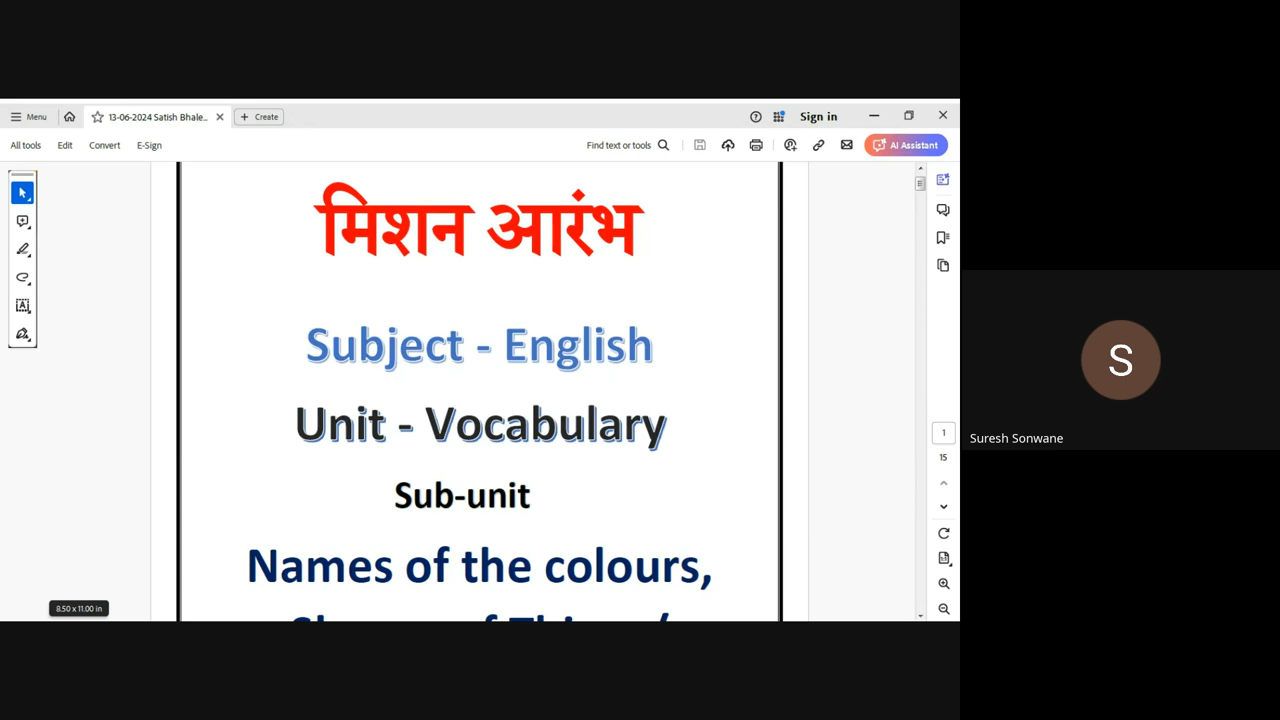 Menu
13-06-2024 Satish Bhale...
Create
Sign in
All tools
Edit
Convert
E-Sign
Find text or tools
AI Assistant
मिशन आरंभ
Subject - English
Unit - Vocabulary
Sub-unit
Names of the colours,
1
15
8.50 x 11.00 in
S
Suresh Sonwane